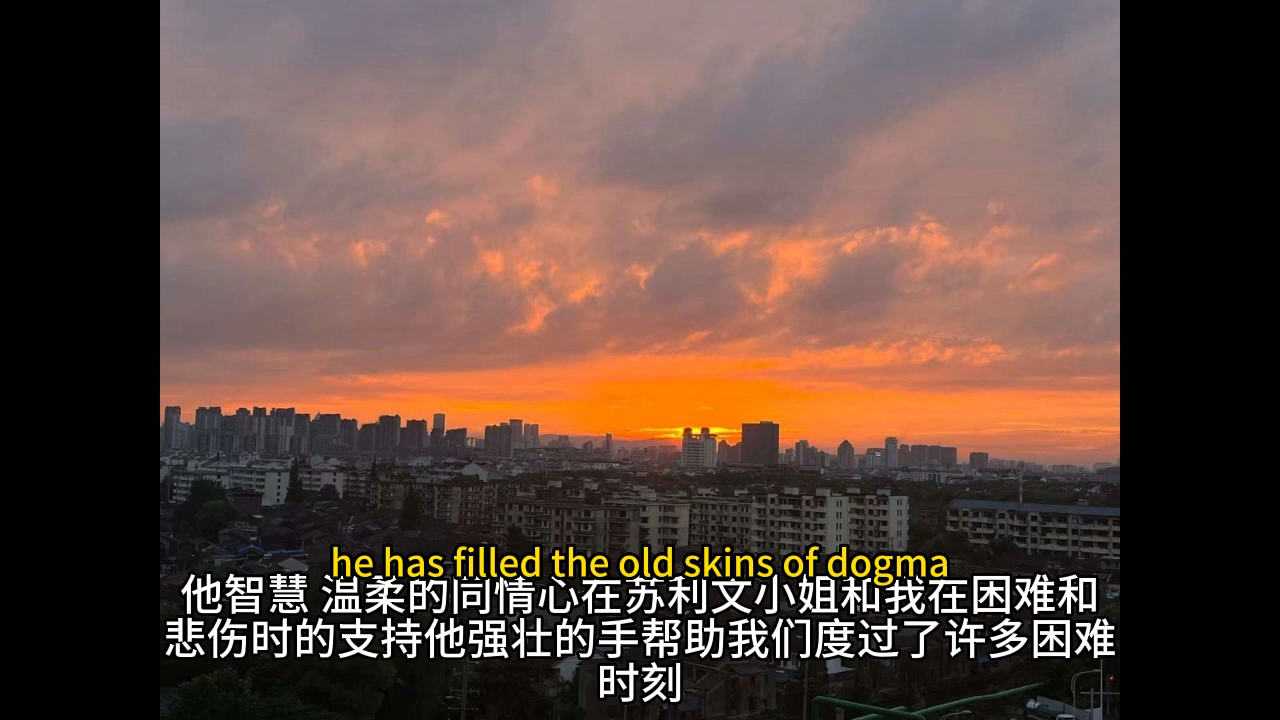 he has filled the old skins of dogma
他智慧 温柔的同情心在苏利文小姐和我在困难和
悲伤时的支持他强壮的手帮助我们度过了许多困难
时刻